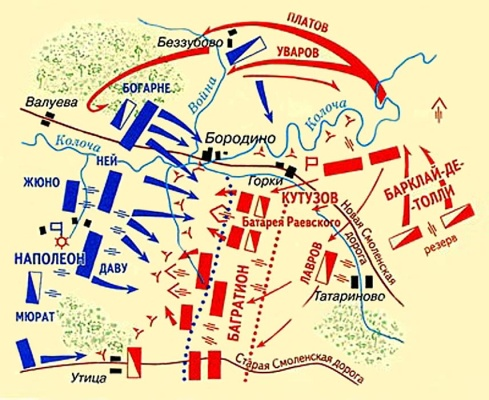 ПЛАТОВ
УВАРОВ
Беззубово
Война
Валуева
БОГАРНЕ
Колоча
Бородино
Колоча
НЕЙ
Горки
ЖЮНО
КУТУЗОВ
БАРКЛАЙ-ДЕ-
ТОЛЛИ
Батарея Раевского
Новая Смоленская
дорога
резерв
НАПОЛЕОН
ДАВУ
ЛАВРОВ
БАГРАТИОН
Татариново
МЮРАТ
Утица
Старая Смоленская дорога